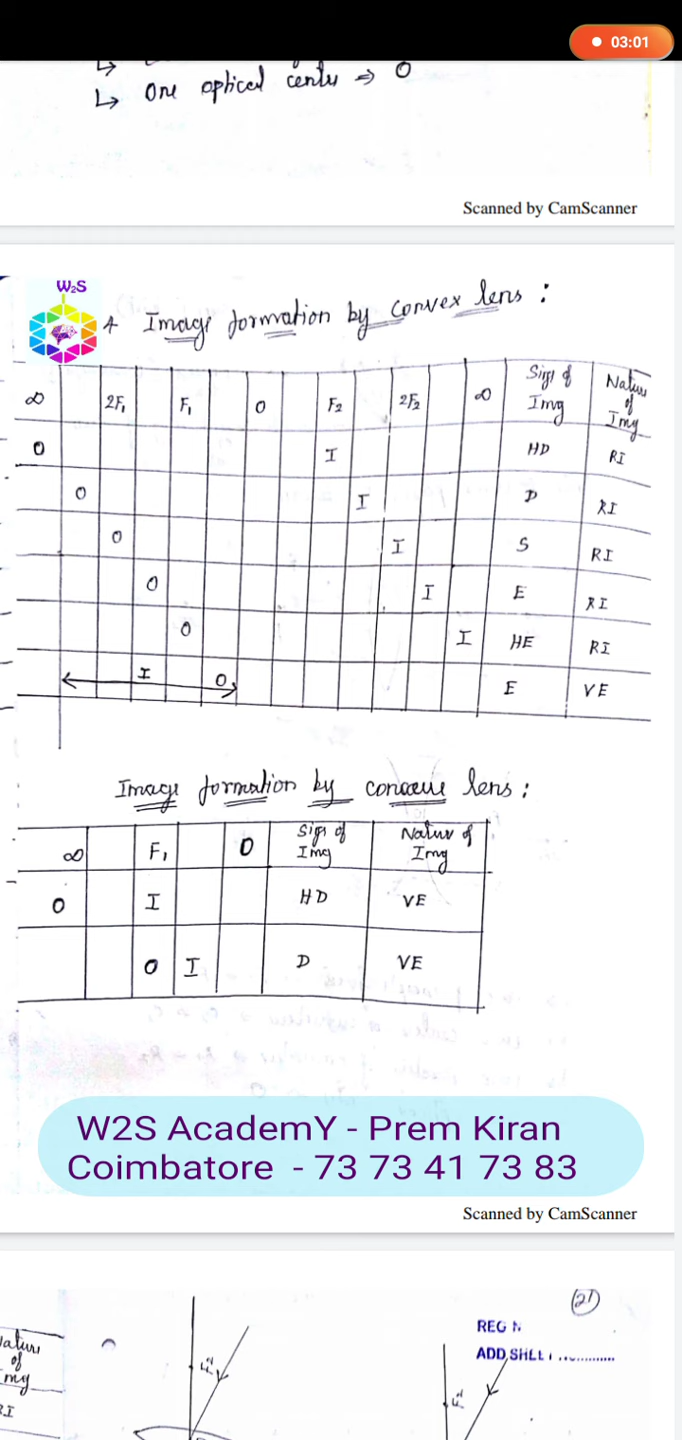 03:01
↳ One optical centre ⇒ O
Scanned by CamScanner
W2S
4 Image formation by convex lens :
∞ 2F₁ F₁ O F₂ 2F₂ ∞ Size of Img Nature of Img
O I HD RI
O I D RI
O I S RI
O I E RI
O I HE RI
I O E VE
Image formation by concave lens :
∞ F₁ O Size of Img Nature of Img
O I HD VE
O I D VE
W2S AcademY - Prem Kiran
Coimbatore - 73 73 41 73 83
Scanned by CamScanner
(21)
REG N
ADD SHEET
of